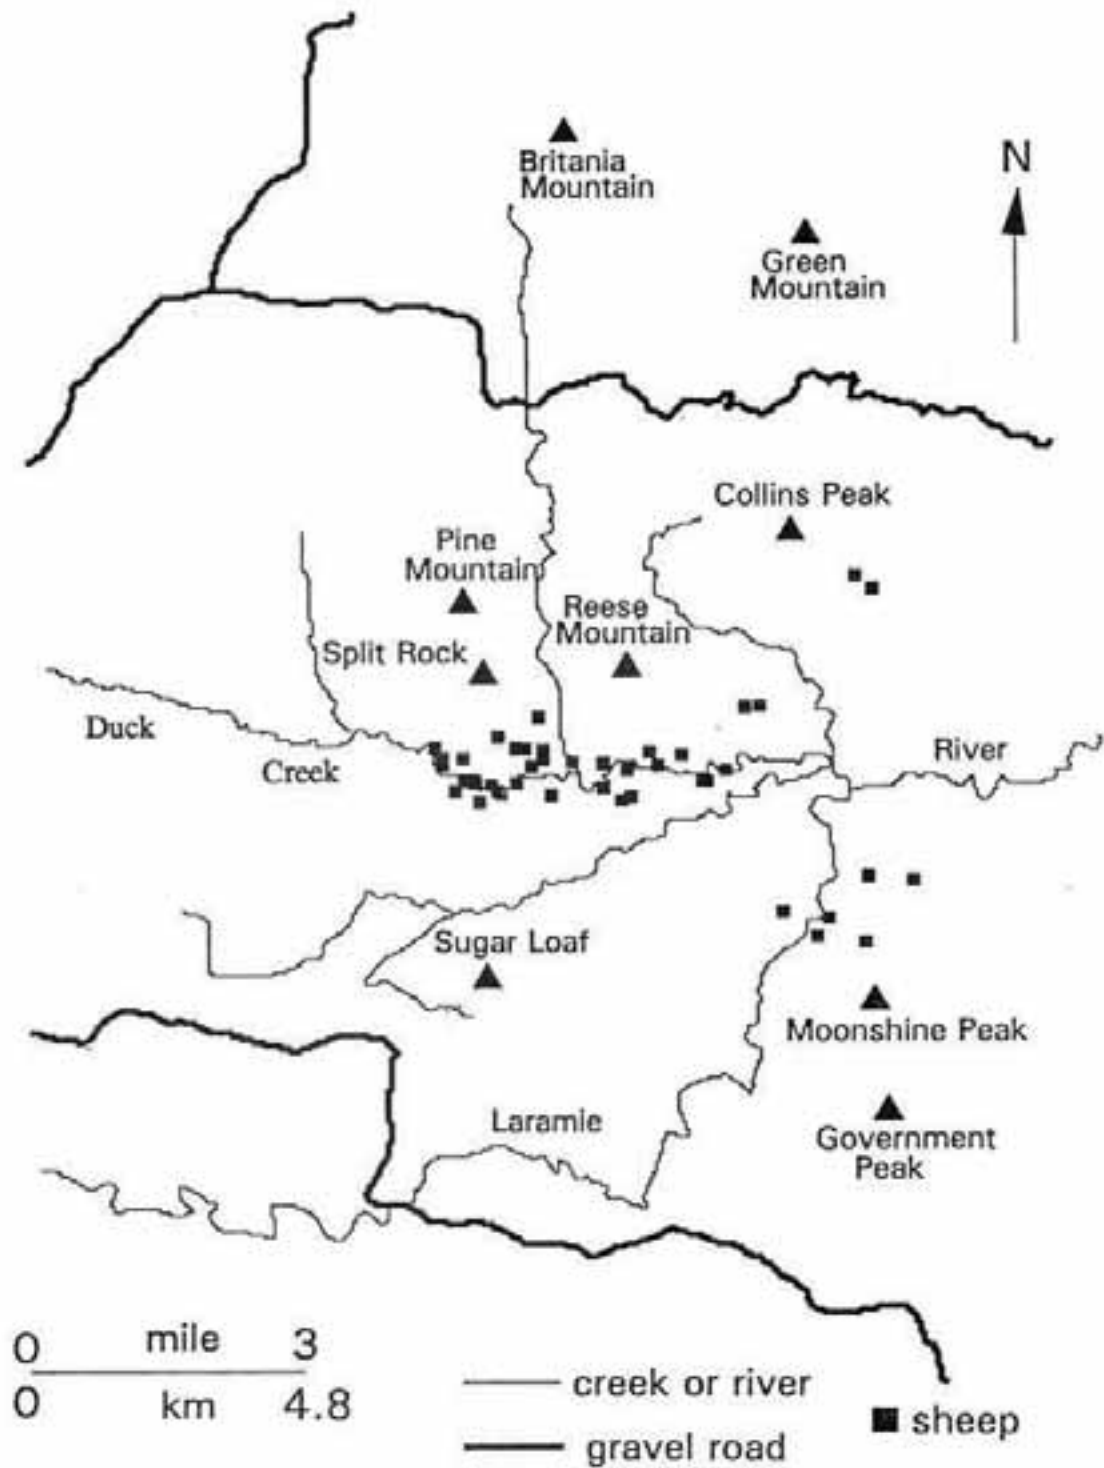 Britania
Mountain
N
Green
Mountain
Collins Peak
Pine
Mountain
Reese
Mountain
Split Rock
Duck
Creek
River
Sugar Loaf
Moonshine Peak
Laramie
Government
Peak
0 mile 3
0 km 4.8
creek or river
sheep
gravel road